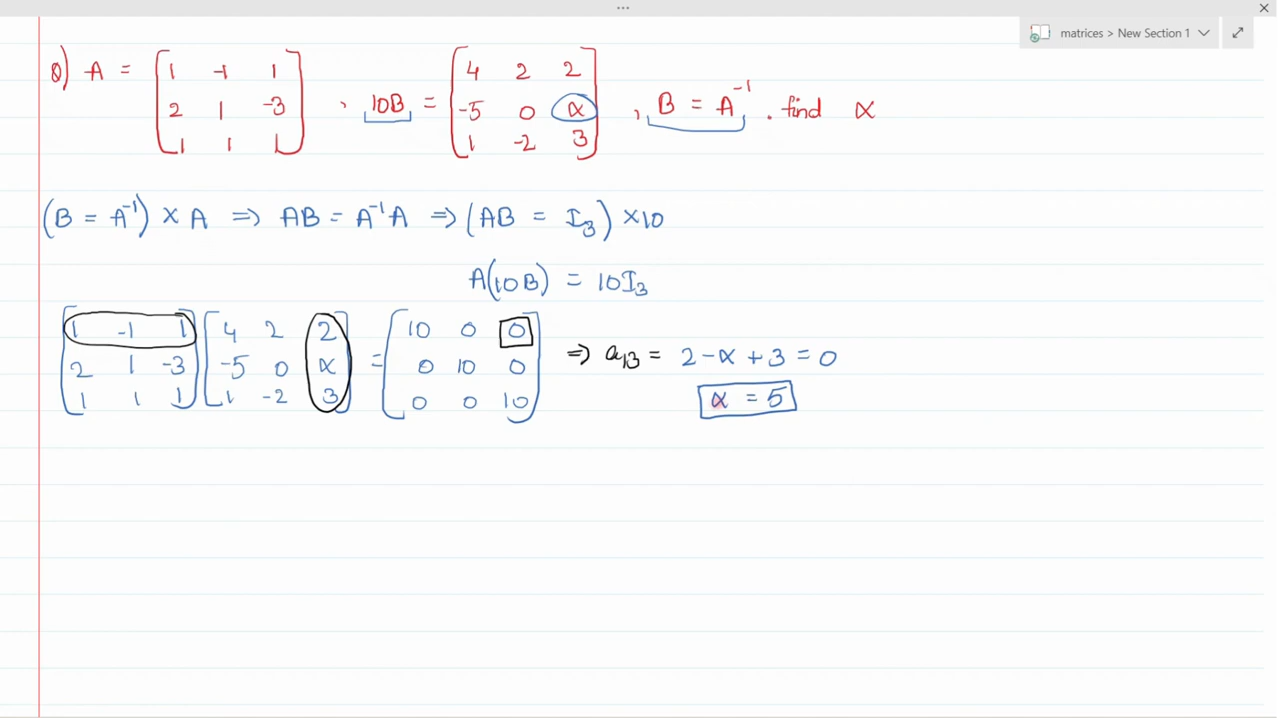 matrices > New Section 1
Q) A = [1 -1 1; 2 1 -3; 1 1 1], 10B = [4 2 2; -5 0 α; 1 -2 3], B = A⁻¹. find α
(B = A⁻¹) × A ⇒ AB = A⁻¹A ⇒ (AB = I₃) ×10
A(10B) = 10I₃
[1 -1 1; 2 1 -3; 1 1 1] [4 2 2; -5 0 α; 1 -2 3] = [10 0 0; 0 10 0; 0 0 10] ⇒ a₁₃ = 2 - α + 3 = 0
α = 5